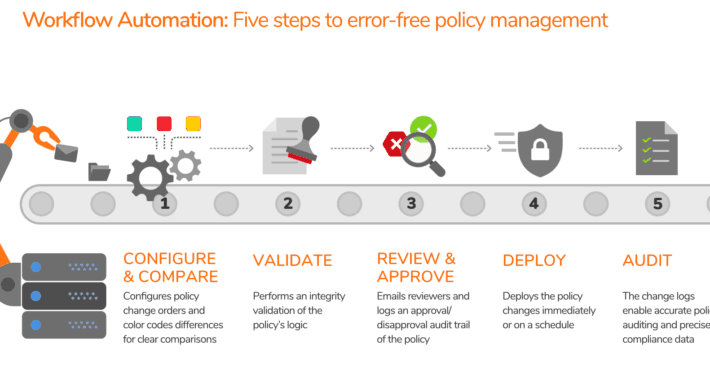 Workflow Automation: Five steps to error-free policy management
1 2 3 4 5
CONFIGURE
& COMPARE
Configures policy
change orders and
color codes differences
for clear comparisons
VALIDATE
Performs an integrity
validation of the
policy's logic
REVIEW &
APPROVE
Emails reviewers and
logs an approval/
disapproval audit trail
of the policy
DEPLOY
Deploys the policy
changes immediately
or on a schedule
AUDIT
The change logs
enable accurate
auditing and precise
compliance data